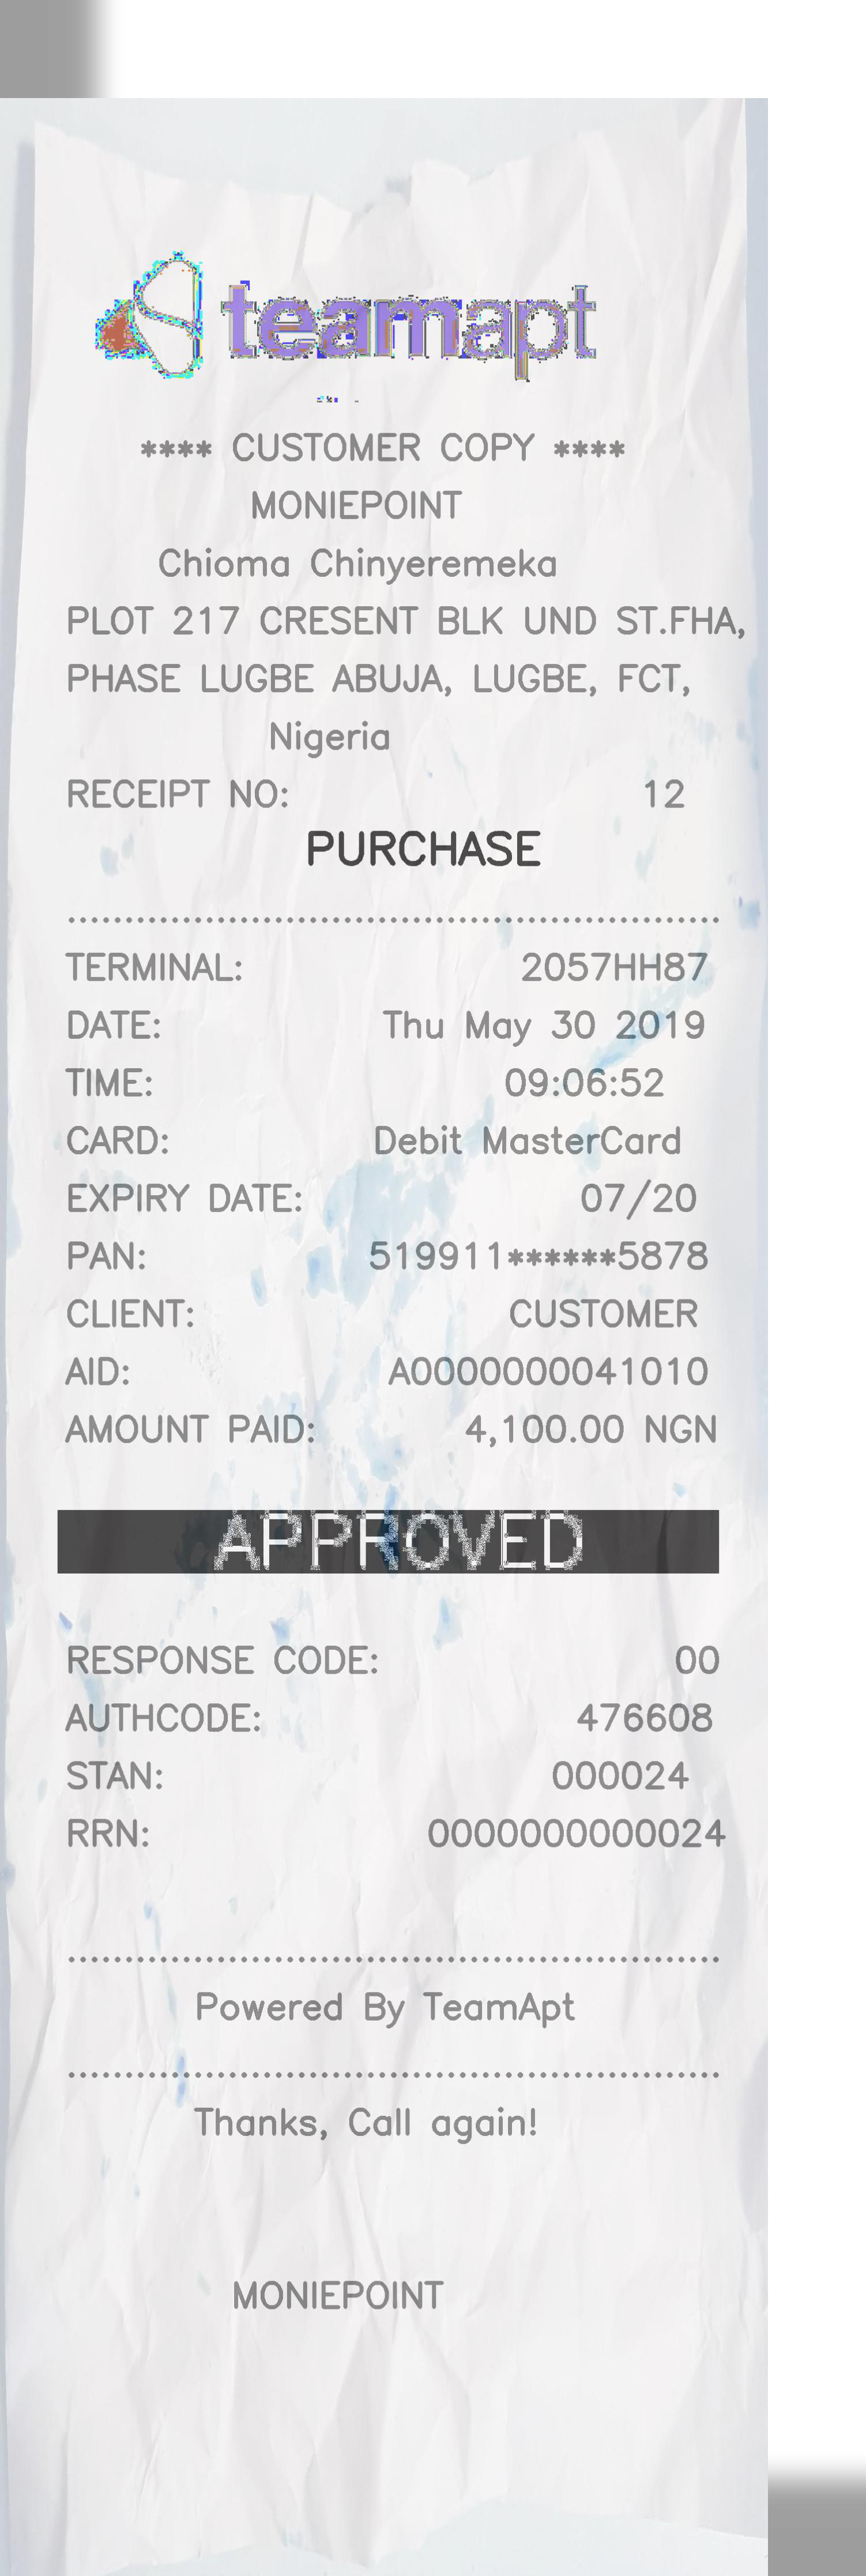 teamapt
**** CUSTOMER COPY ****
MONIEPOINT
Chioma Chinyeremeka
PLOT 217 CRESENT BLK UND ST.FHA,
PHASE LUGBE ABUJA, LUGBE, FCT,
Nigeria
RECEIPT NO: 12
PURCHASE
TERMINAL: 2057HH87
DATE: Thu May 30 2019
TIME: 09:06:52
CARD: Debit MasterCard
EXPIRY DATE: 07/20
PAN: 519911******5878
CLIENT: CUSTOMER
AID: A0000000041010
AMOUNT PAID: 4,100.00 NGN
APPROVED
RESPONSE CODE: 00
AUTHCODE: 476608
STAN: 000024
RRN: 0000000000024
Powered By TeamApt
Thanks, Call again!
MONIEPOINT